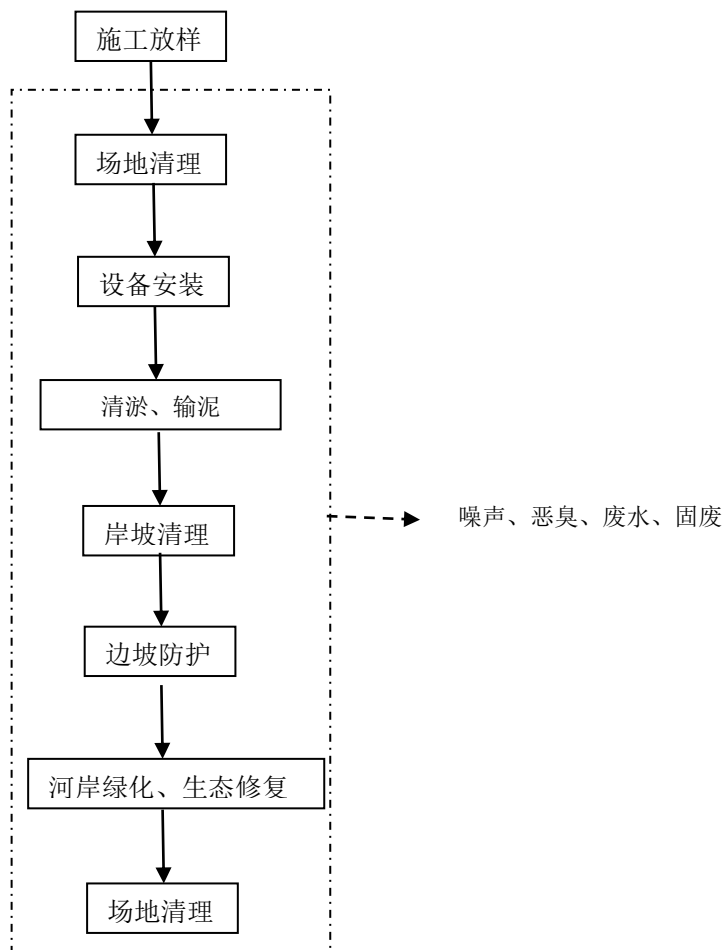 施工放样
场地清理
设备安装
清淤、输泥
岸坡清理
噪声、恶臭、废水、固废
边坡防护
河岸绿化、生态修复
场地清理